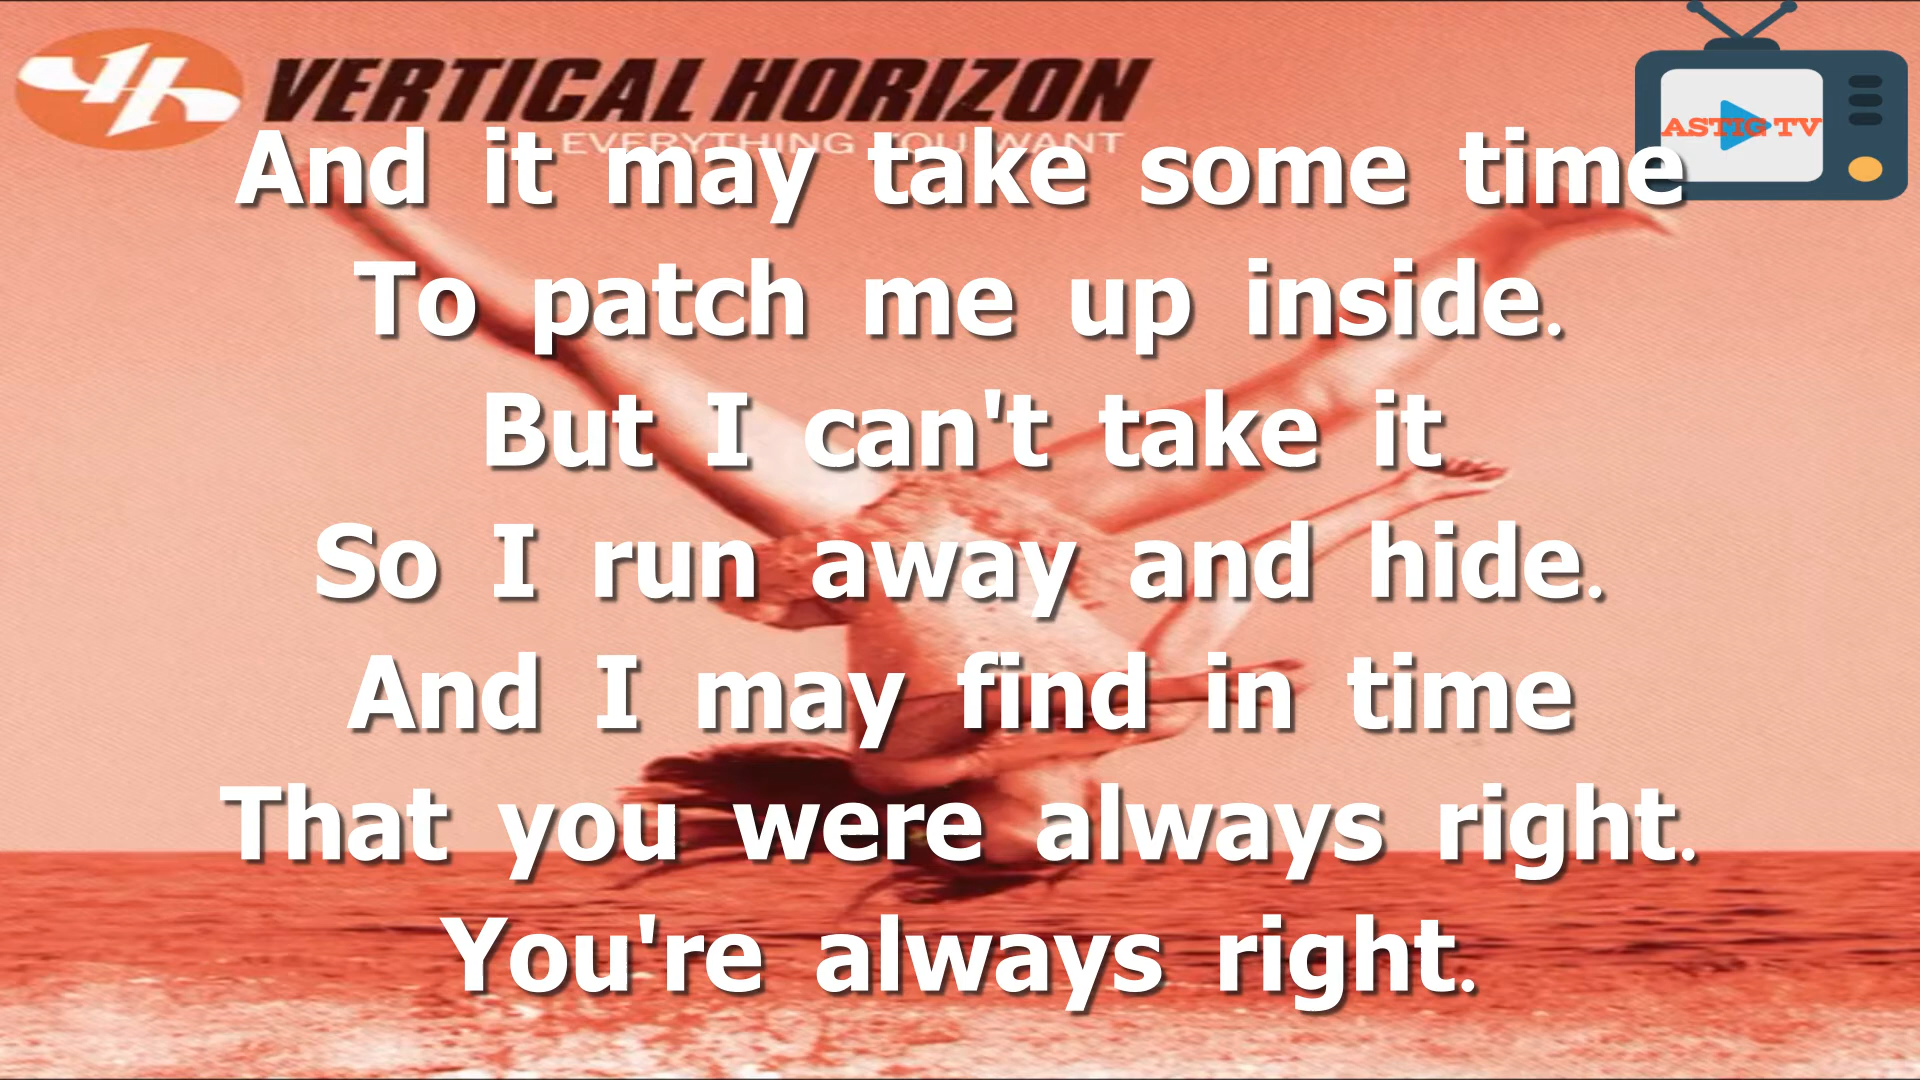 VERTICAL HORIZON
EVERYTHING YOU WANT
ASTIG TV
And it may take some time
To patch me up inside.
But I can't take it
So I run away and hide.
And I may find in time
That you were always right.
You're always right.